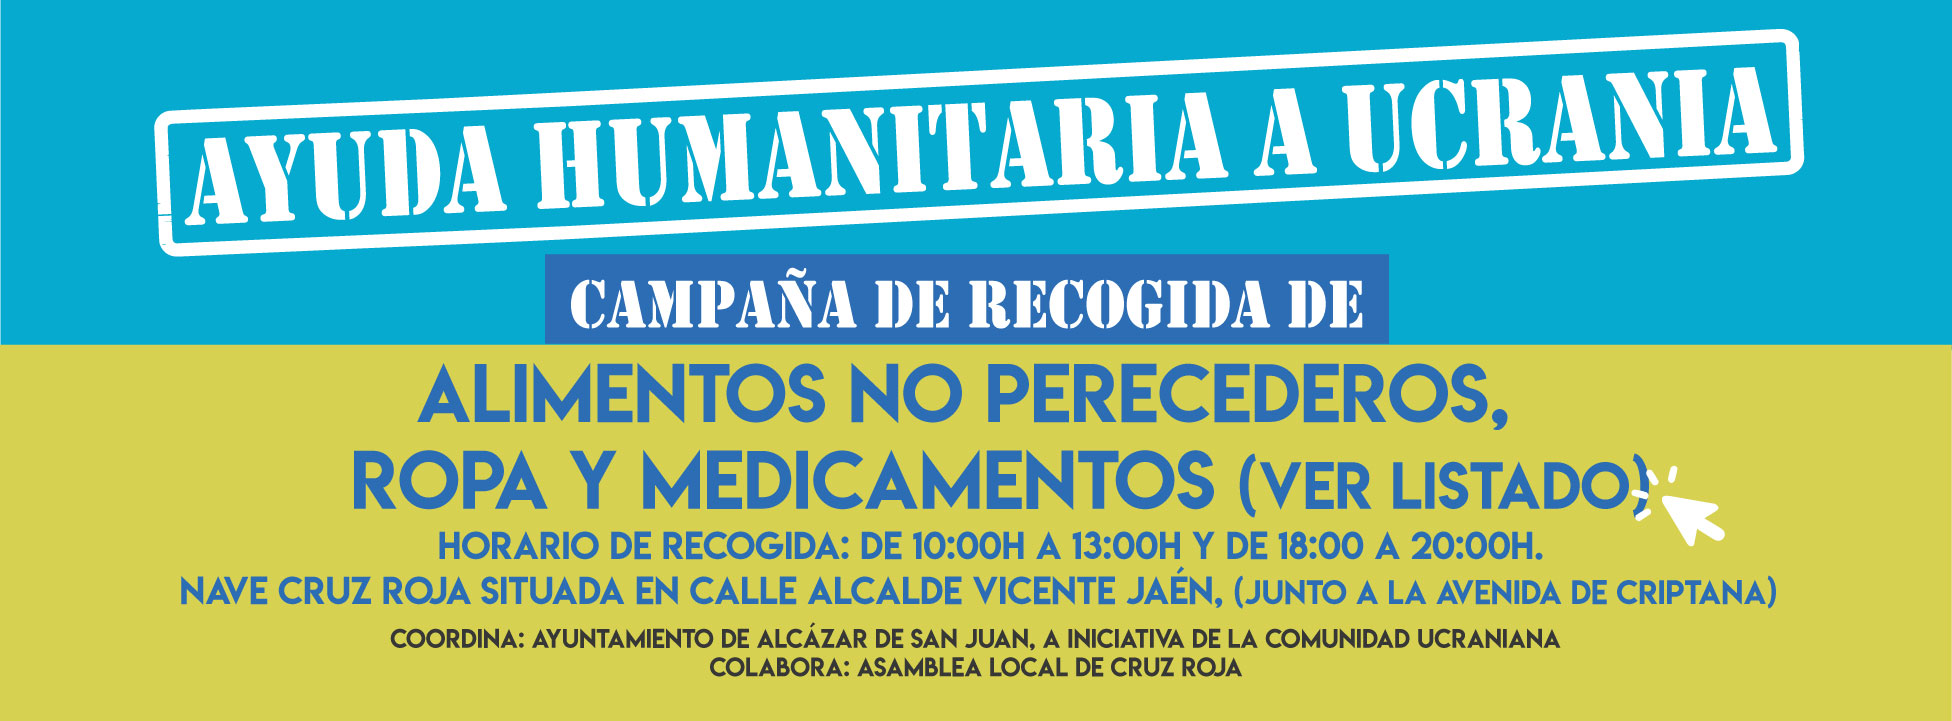 AYUDA HUMANITARIA A UCRANIA
CAMPAÑA DE RECOGIDA DE
ALIMENTOS NO PERECEDEROS,
ROPA Y MEDICAMENTOS (VER LISTADO)
HORARIO DE RECOGIDA: DE 10:00H A 13:00H Y DE 18:00 A 20:00H.
NAVE CRUZ ROJA SITUADA EN CALLE ALCALDE VICENTE JAÉN, (JUNTO A LA AVENIDA DE CRIPTANA)
COORDINA: AYUNTAMIENTO DE ALCÁZAR DE SAN JUAN, A INICIATIVA DE LA COMUNIDAD UCRANIANA
COLABORA: ASAMBLEA LOCAL DE CRUZ ROJA